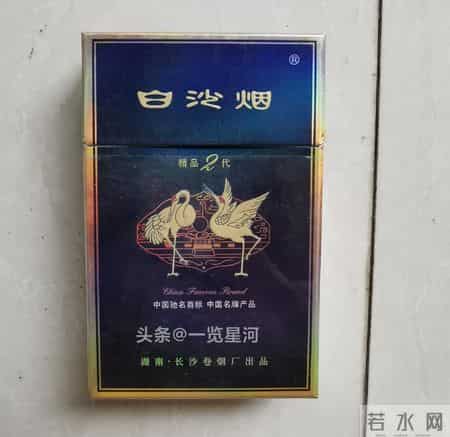 ®
白沙烟
精品2代
China Famous Brand
中国驰名商标 中国名牌产品
头条@一览星河
湖南·长沙卷烟厂出品
若水网